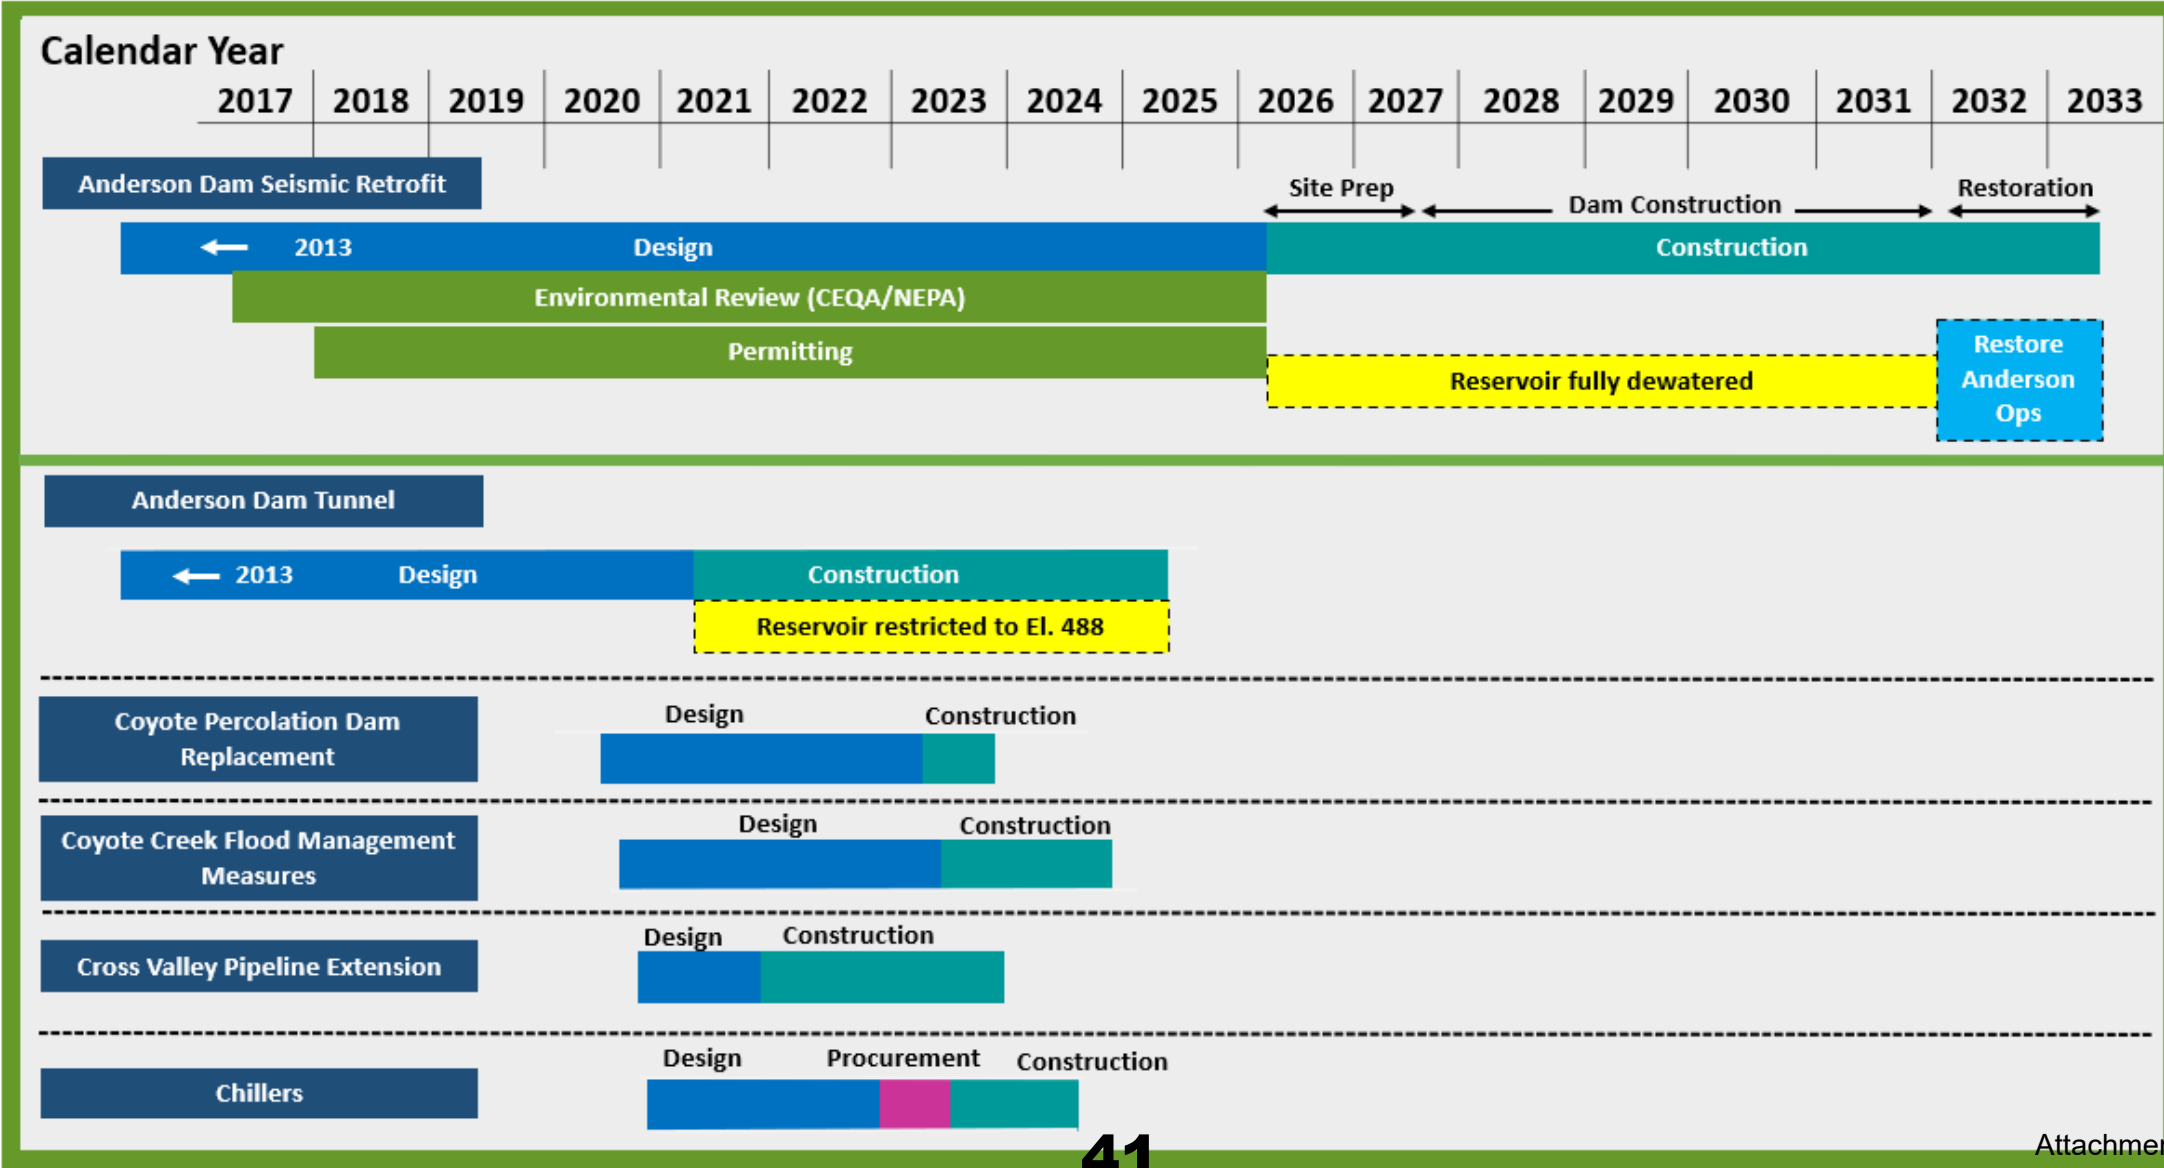 Calendar Year
2017 2018 2019 2020 2021 2022 2023 2024 2025 2026 2027 2028 2029 2030 2031 2032 2033
Anderson Dam Seismic Retrofit
Site Prep
Dam Construction
Restoration
2013 Design Construction
Environmental Review (CEQA/NEPA)
Permitting
Reservoir fully dewatered
Restore
Anderson
Ops
Anderson Dam Tunnel
2013 Design Construction
Reservoir restricted to El. 488
Coyote Percolation Dam
Replacement
Design Construction
Coyote Creek Flood Management
Measures
Design Construction
Cross Valley Pipeline Extension
Design Construction
Chillers
Design Procurement Construction
41